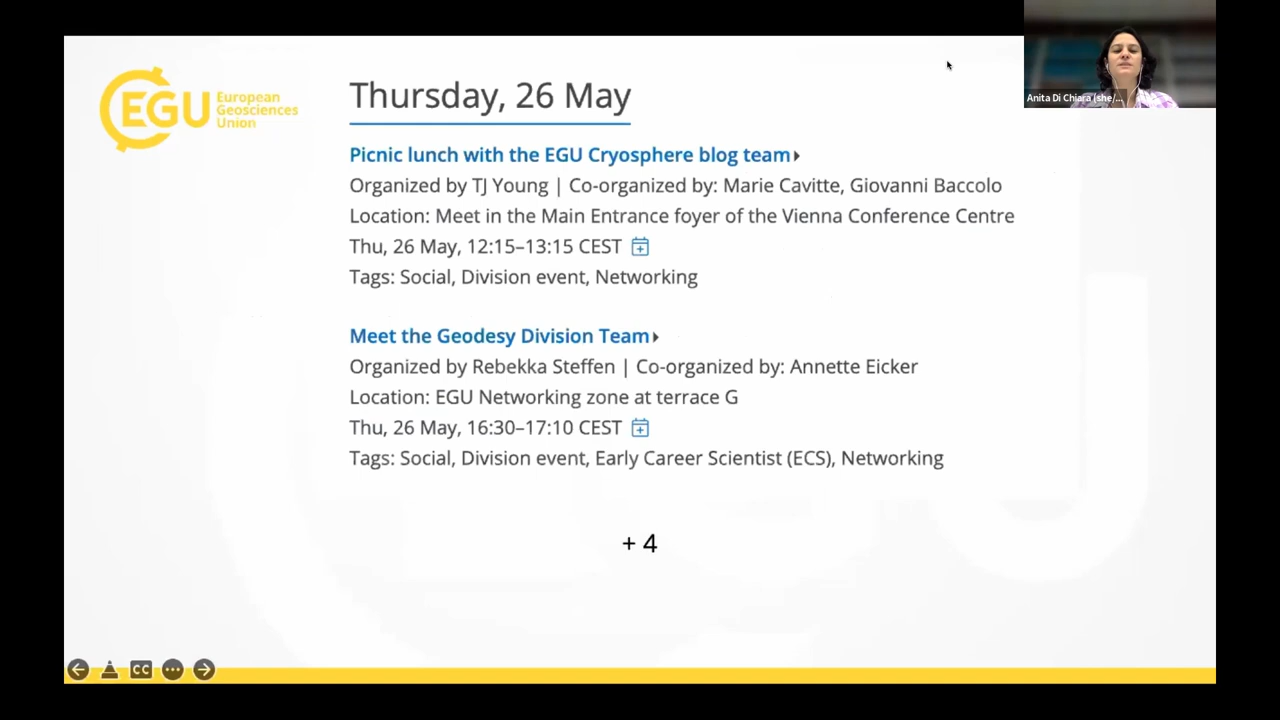 EGU
European
Geosciences
Union
Thursday, 26 May
Picnic lunch with the EGU Cryosphere blog team
Organized by TJ Young | Co-organized by: Marie Cavitte, Giovanni Baccolo
Location: Meet in the Main Entrance foyer of the Vienna Conference Centre
Thu, 26 May, 12:15–13:15 CEST
Tags: Social, Division event, Networking
Meet the Geodesy Division Team
Organized by Rebekka Steffen | Co-organized by: Annette Eicker
Location: EGU Networking zone at terrace G
Thu, 26 May, 16:30–17:10 CEST
Tags: Social, Division event, Early Career Scientist (ECS), Networking
+ 4
Anita Di Chiara (she/...
CC